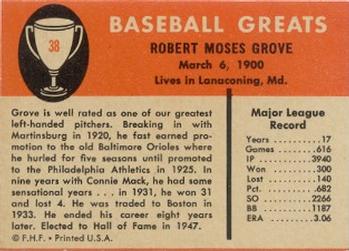 BASEBALL GREATS
38
ROBERT MOSES GROVE
March 6, 1900
Lives in Lanaconing, Md.
Grove is well rated as one of our greatest
left-handed pitchers. Breaking in with
Martinsburg in 1920, he fast earned promo-
tion to the old Baltimore Orioles where
he hurled for five seasons until promoted
to the Philadelphia Athletics in 1925. In
nine years with Connie Mack, he had some
sensational years . . . in 1931, he won 31
and lost 4. He was traded to Boston in
1933. He ended his career eight years
later. Elected to Hall of Fame in 1947.
© F.H.F. • Printed U.S.A.
Major League
Record
Years .......... 17
Games ........ 616
IP ............ 3940
Won .......... 300
Lost .......... 140
Pct. .......... .682
SO ............ 2266
BB ............ 1187
ERA .......... 3.06